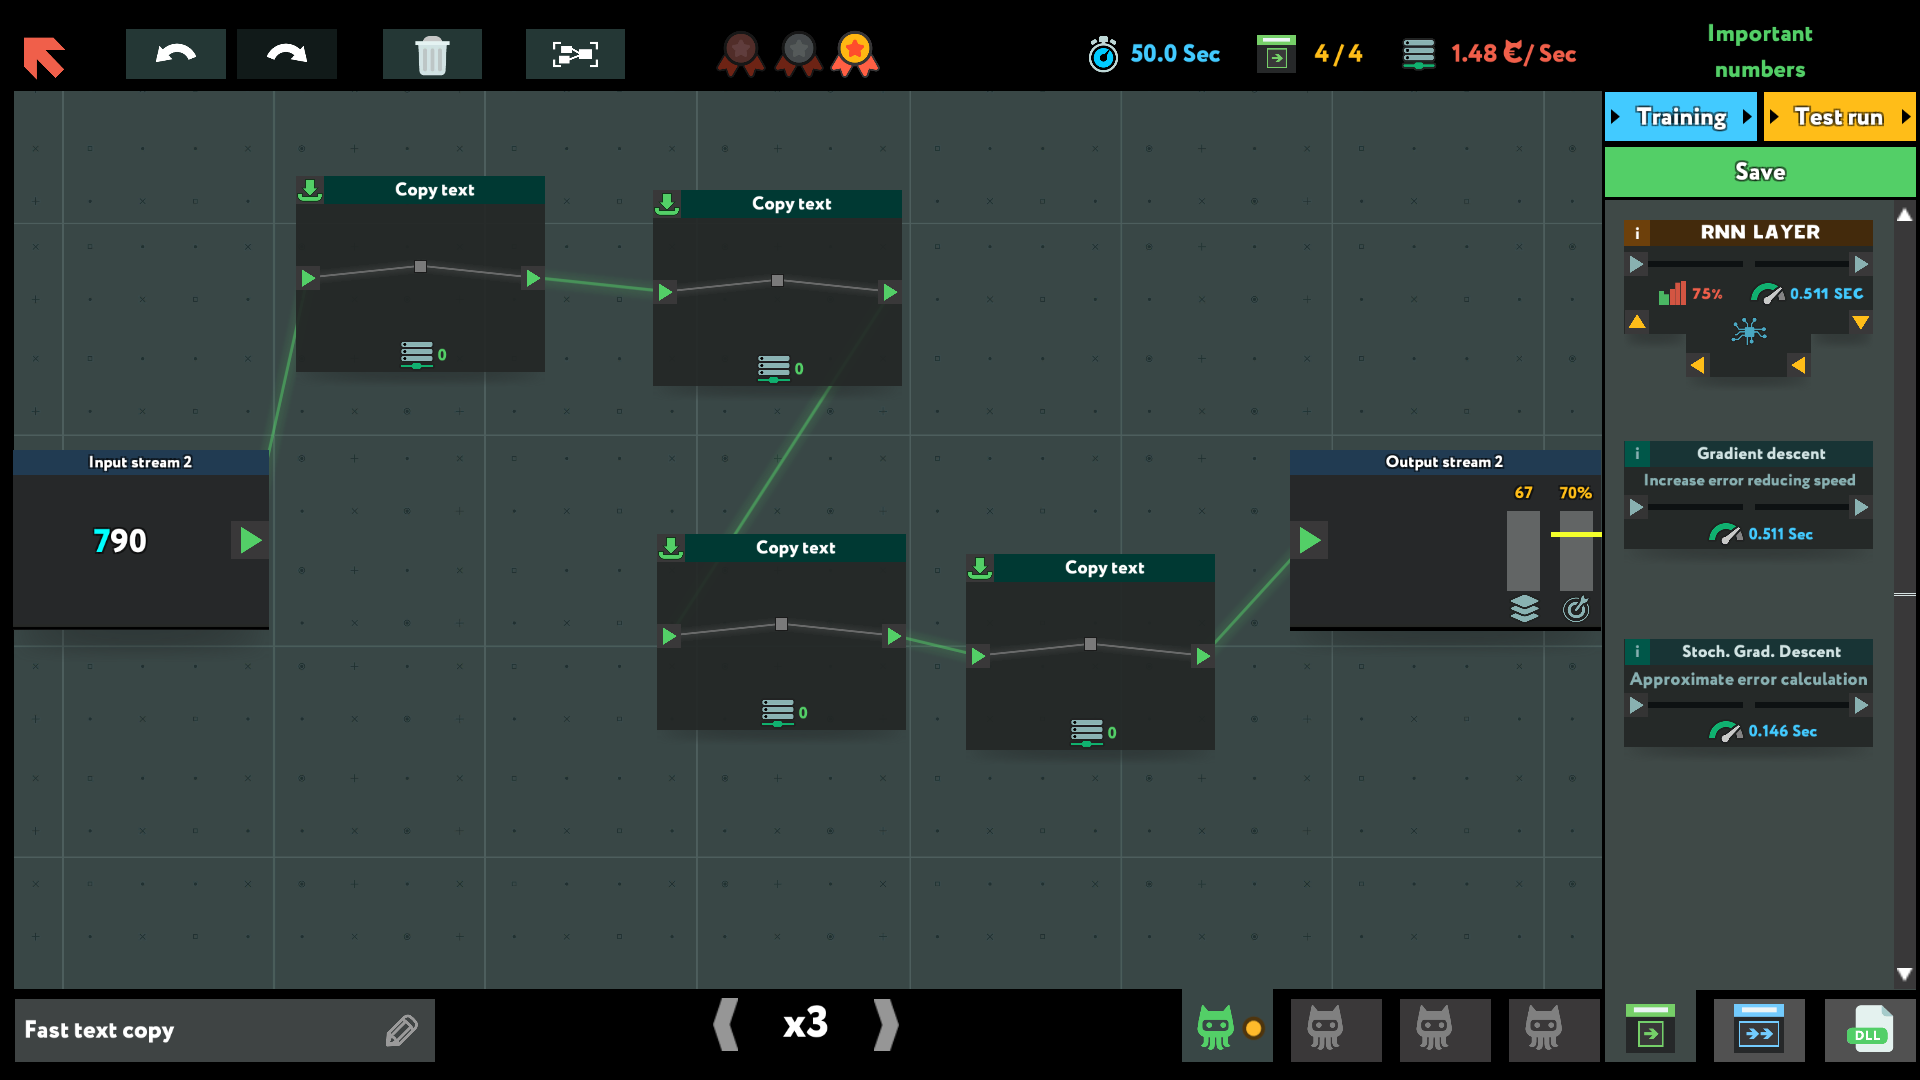 50.0 Sec
4/4
1.48 €/ Sec
Important
numbers
Training
Test run
Save
Copy text
0
Copy text
0
Input stream 2
790
Copy text
0
Copy text
0
Output stream 2
67
70%
i
RNN LAYER
75%
0.511 SEC
i
Gradient descent
Increase error reducing speed
0.511 Sec
i
Stoch. Grad. Descent
Approximate error calculation
0.146 Sec
Fast text copy
x3
DLL